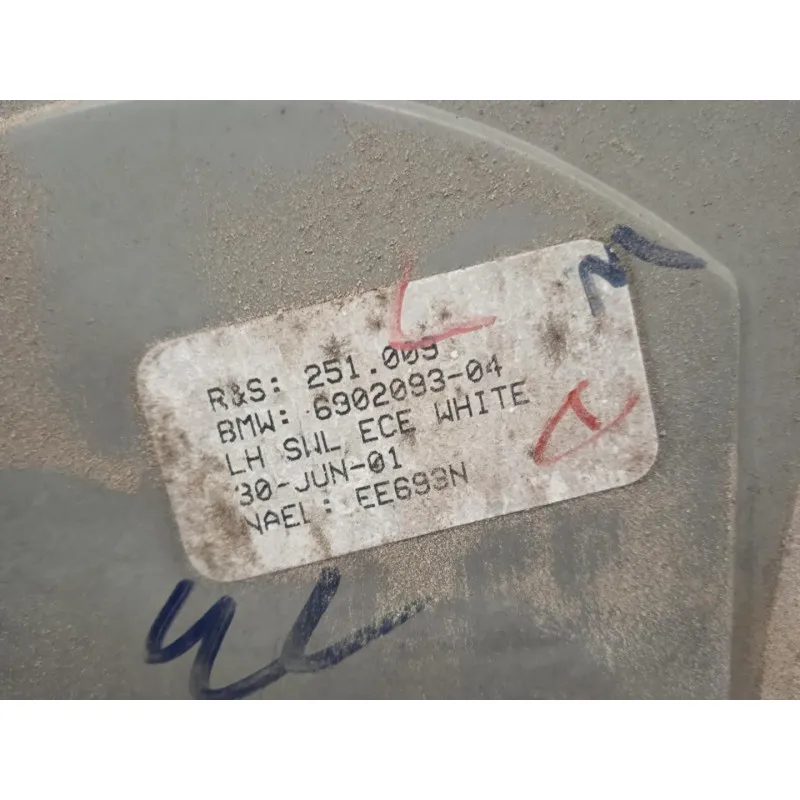 R&S: 251.009
BMW: 6902093-04
LH SWL ECE WHITE
30-JUN-01
NAEL: EE693N